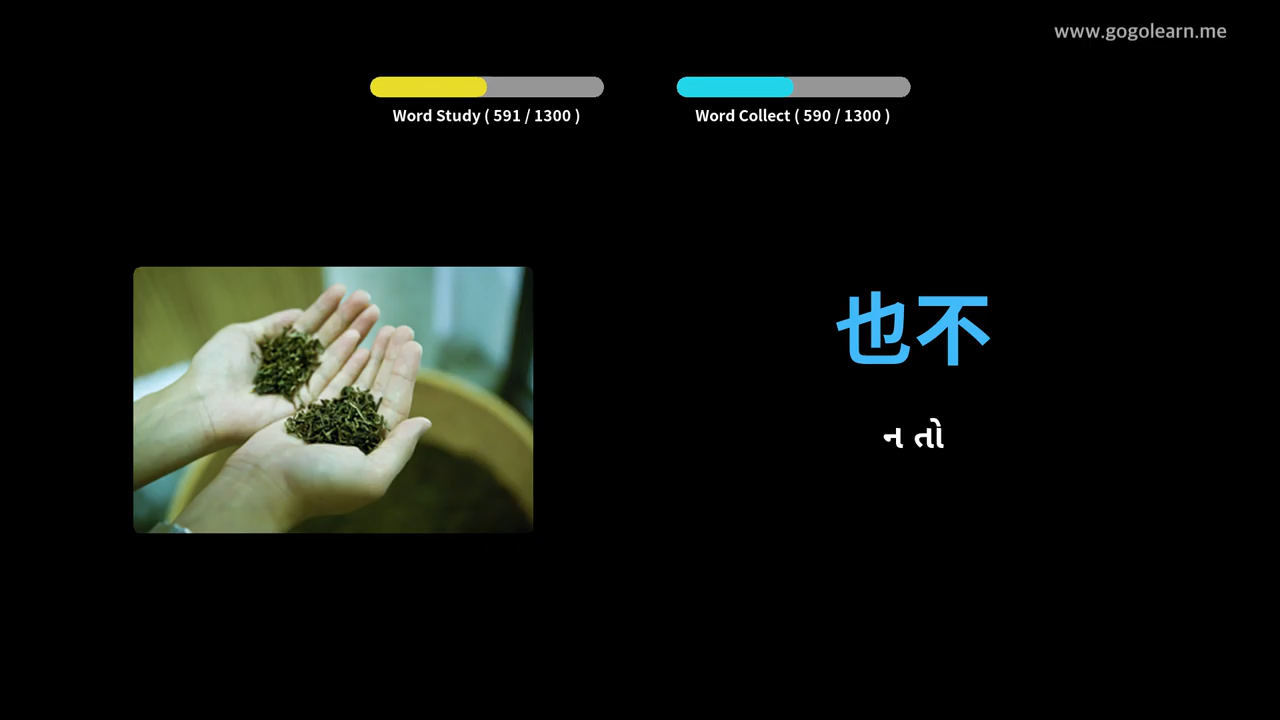 www.gogolearn.me
Word Study ( 591 / 1300 )
Word Collect ( 590 / 1300 )
也不
ન તો